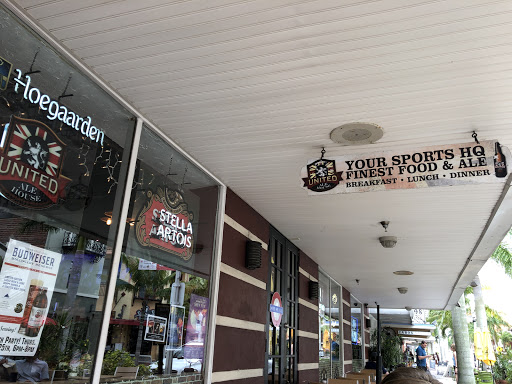 Hoegaarden
UNITED
ALE
HOUSE
STELLA
ARTOIS
BUDWEISER
UNITED
YOUR SPORTS HQ
FINEST FOOD & ALE
BREAKFAST • LUNCH • DINNER